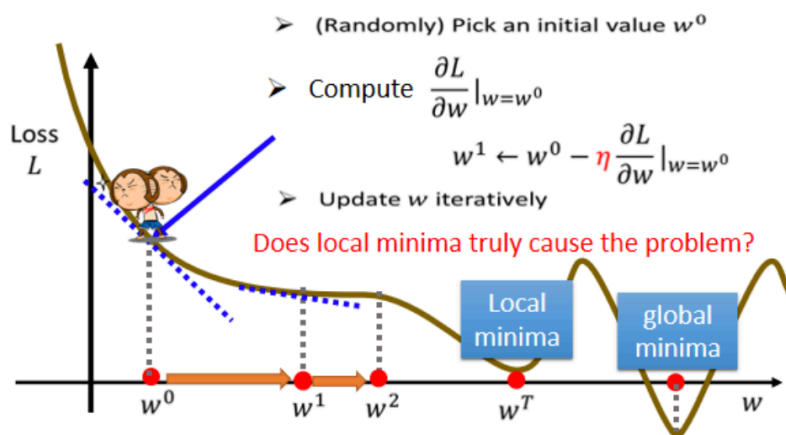 ➤ (Randomly) Pick an initial value w⁰
➤ Compute ∂L/∂w |w=w⁰
w¹ ← w⁰ − η ∂L/∂w |w=w⁰
➤ Update w iteratively
Does local minima truly cause the problem?
Loss
L
Local
minima
global
minima
w⁰ w¹ w² wᵀ w